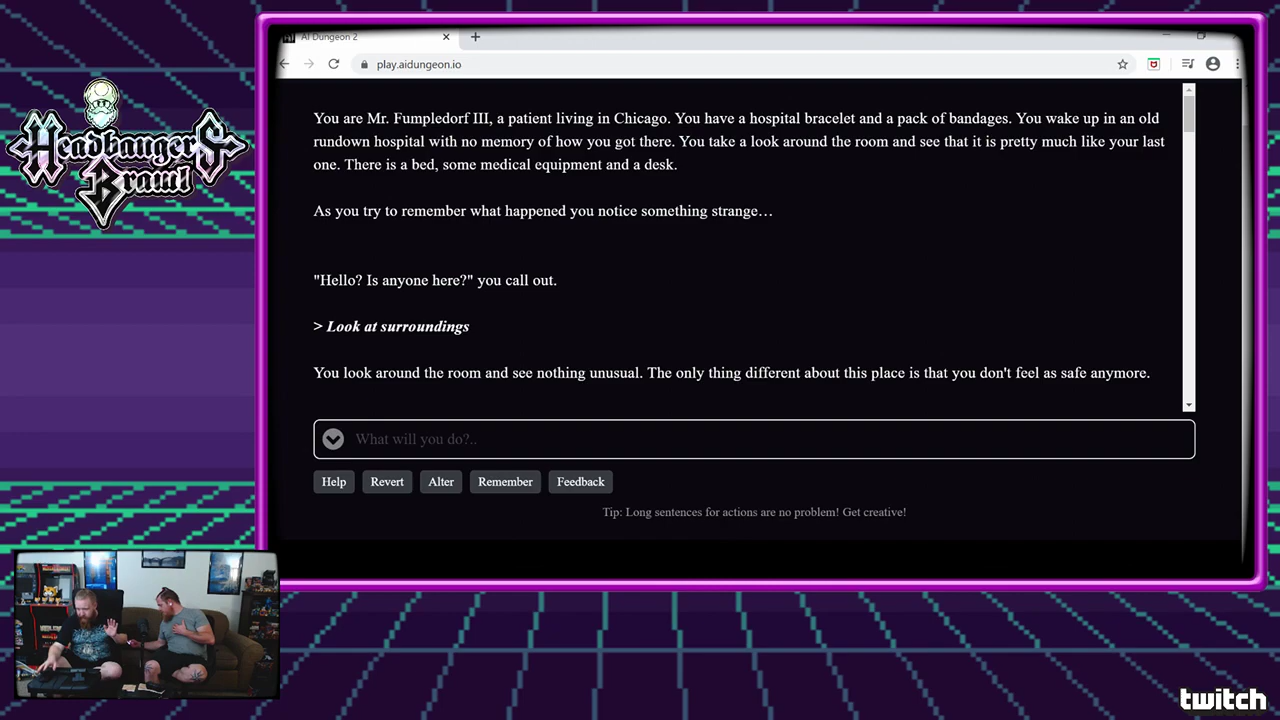 AI Dungeon 2
play.aidungeon.io
Headbangers
Brawl
You are Mr. Fumpledorf III, a patient living in Chicago. You have a hospital bracelet and a pack of bandages. You wake up in an old
rundown hospital with no memory of how you got there. You take a look around the room and see that it is pretty much like your last
one. There is a bed, some medical equipment and a desk.
As you try to remember what happened you notice something strange…
"Hello? Is anyone here?" you call out.
> Look at surroundings
You look around the room and see nothing unusual. The only thing different about this place is that you don't feel as safe anymore.
What will you do?..
Help Revert Alter Remember Feedback
Tip: Long sentences for actions are no problem! Get creative!
twitch